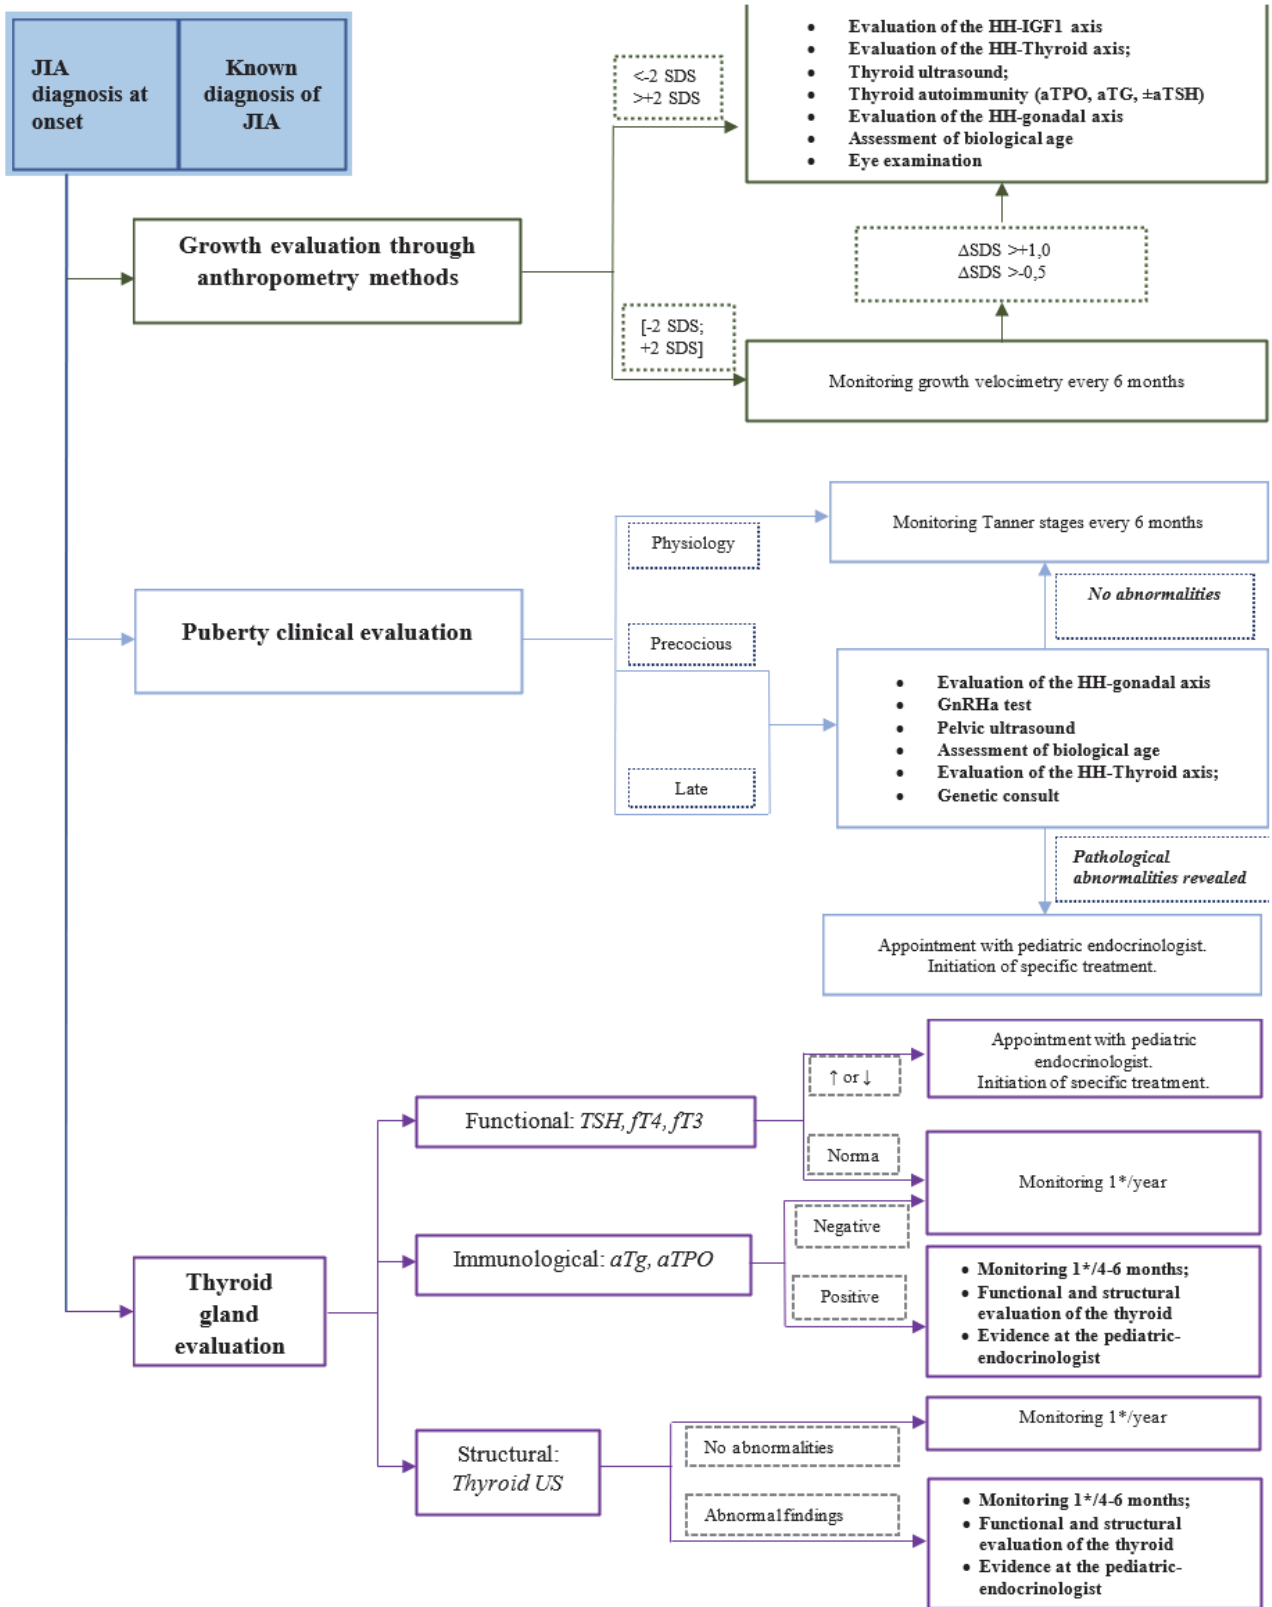 JIA
diagnosis at
onset
Known
diagnosis of
JIA
<-2 SDS
>+2 SDS
• Evaluation of the HH-IGF1 axis
• Evaluation of the HH-Thyroid axis;
• Thyroid ultrasound;
• Thyroid autoimmunity (aTPO, aTG, ±aTSH)
• Evaluation of the HH-gonadal axis
• Assessment of biological age
• Eye examination
Growth evaluation through
anthropometry methods
ΔSDS >+1,0
ΔSDS >-0,5
[-2 SDS;
+2 SDS]
Monitoring growth velocimetry every 6 months
Monitoring Tanner stages every 6 months
Physiology
No abnormalities
Puberty clinical evaluation
Precocious
• Evaluation of the HH-gonadal axis
• GnRHa test
• Pelvic ultrasound
• Assessment of biological age
• Evaluation of the HH-Thyroid axis;
• Genetic consult
Late
Pathological
abnormalities revealed
Appointment with pediatric endocrinologist.
Initiation of specific treatment.
Appointment with pediatric
endocrinologist.
Initiation of specific treatment.
↑ or ↓
Functional: TSH, fT4, fT3
Norma
Monitoring 1*/year
Negative
Immunological: aTg, aTPO
Positive
• Monitoring 1*/4-6 months;
• Functional and structural
evaluation of the thyroid
• Evidence at the pediatric-
endocrinologist
Thyroid
gland
evaluation
Monitoring 1*/year
No abnormalities
Structural:
Thyroid US
Abnormal findings
• Monitoring 1*/4-6 months;
• Functional and structural
evaluation of the thyroid
• Evidence at the pediatric-
endocrinologist